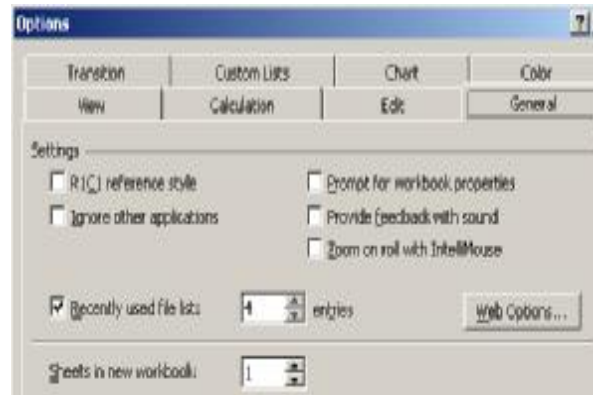 Options ?
Transition Custom Lists Chart Color
View Calculation Edit General
Settings
R1C1 reference style Prompt for workbook properties
Ignore other applications Provide feedback with sound
Zoom on roll with IntelliMouse
Recently used file list: 4 entries Web Options...
Sheets in new workbook: 1